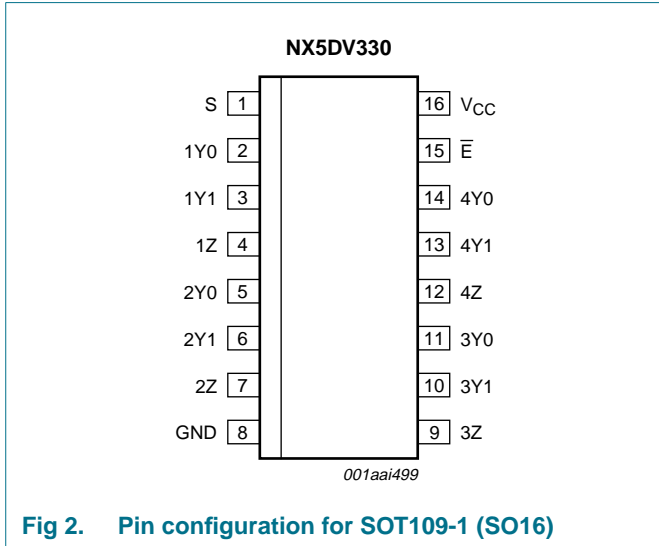 NX5DV330
S 1 16 VCC
1Y0 2 15 E̅
1Y1 3 14 4Y0
1Z 4 13 4Y1
2Y0 5 12 4Z
2Y1 6 11 3Y0
2Z 7 10 3Y1
GND 8 9 3Z
001aai499
Fig 2. Pin configuration for SOT109-1 (SO16)